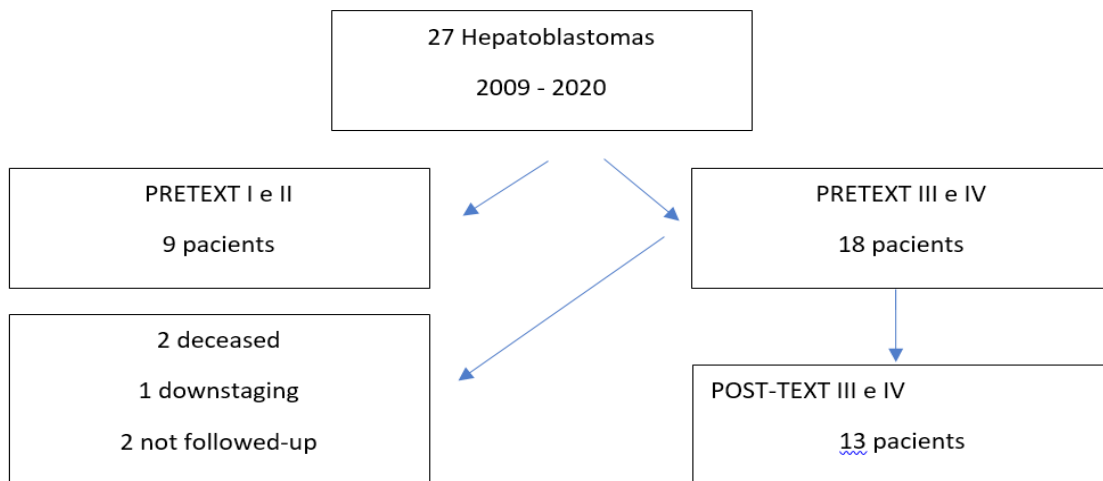 27 Hepatoblastomas
2009 - 2020
PRETEXT I e II
9 pacients
PRETEXT III e IV
18 pacients
2 deceased
1 downstaging
2 not followed-up
POST-TEXT III e IV
13 pacients